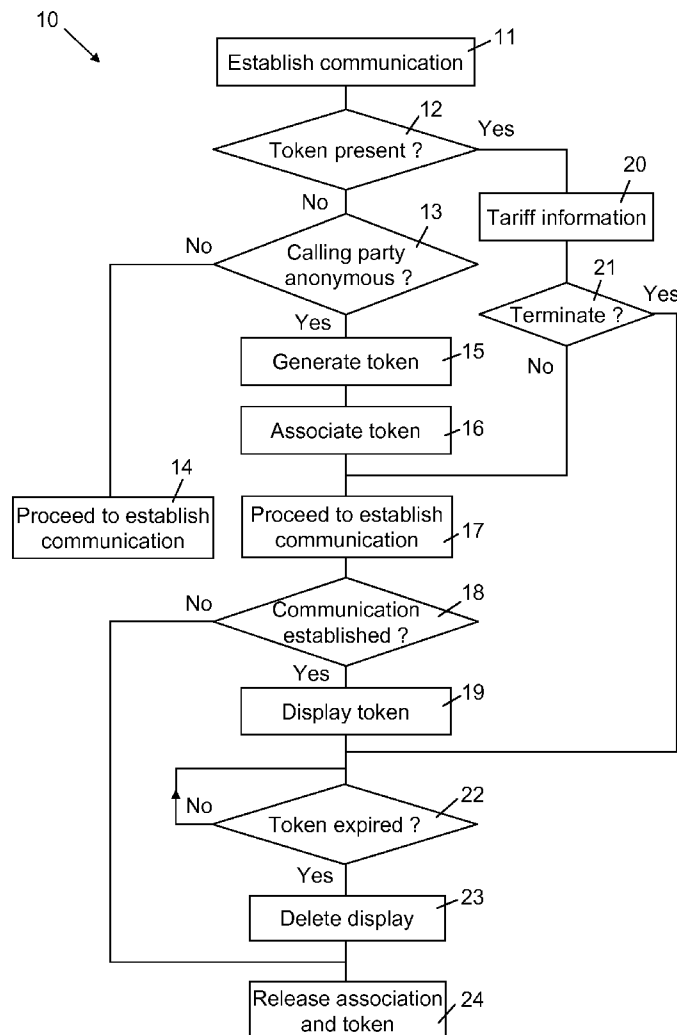 10
11
Establish communication
12
Yes
Token present ?
20
No
13
Tariff information
No
Calling party
anonymous ?
21
Yes
Terminate ?
Yes
15
Generate token
No
16
Associate token
14
Proceed to establish
communication
Proceed to establish
communication
17
18
No
Communication
established ?
Yes
19
Display token
22
No
Token expired ?
Yes
23
Delete display
Release association
and token
24